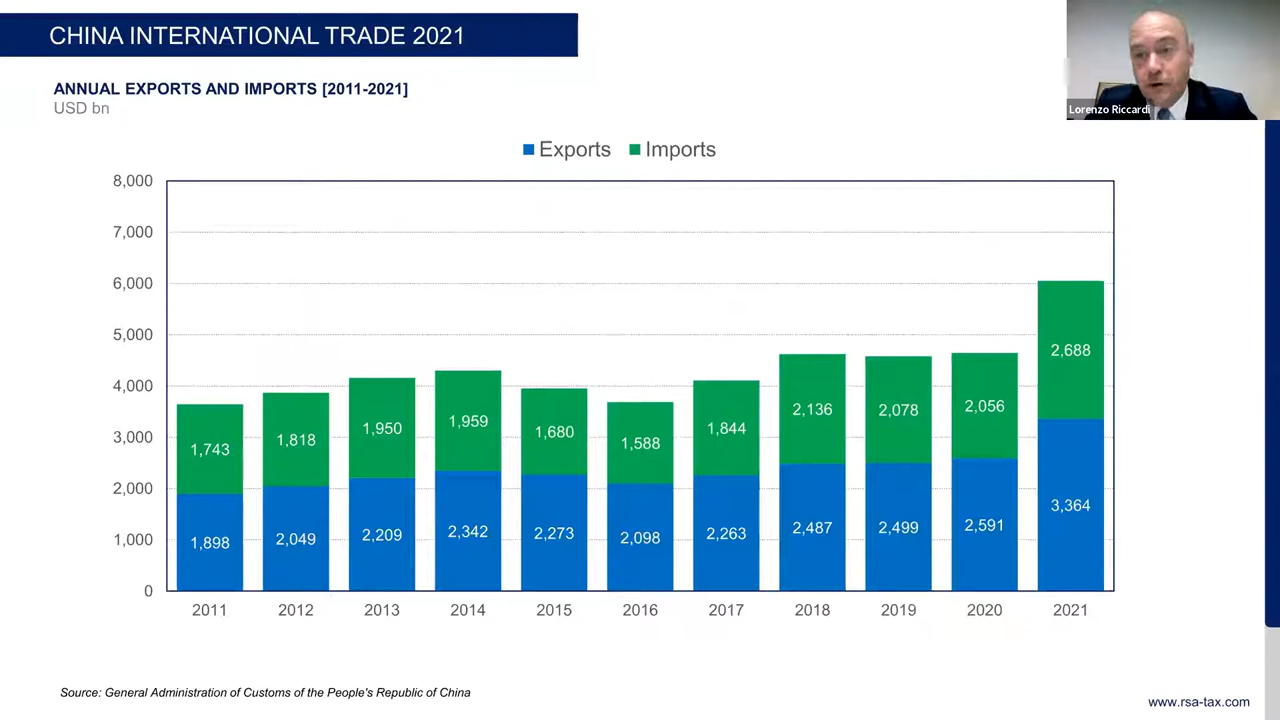 CHINA INTERNATIONAL TRADE 2021
Lorenzo Riccardi
ANNUAL EXPORTS AND IMPORTS [2011-2021]
USD bn
Exports Imports
8,000
7,000
6,000
5,000
4,000
3,000
2,000
1,000
0
1,743 1,818 1,950 1,959 1,680 1,588 1,844 2,136 2,078 2,056 2,688
1,898 2,049 2,209 2,342 2,273 2,098 2,263 2,487 2,499 2,591 3,364
2011 2012 2013 2014 2015 2016 2017 2018 2019 2020 2021
Source: General Administration of Customs of the People's Republic of China
www.rsa-tax.com